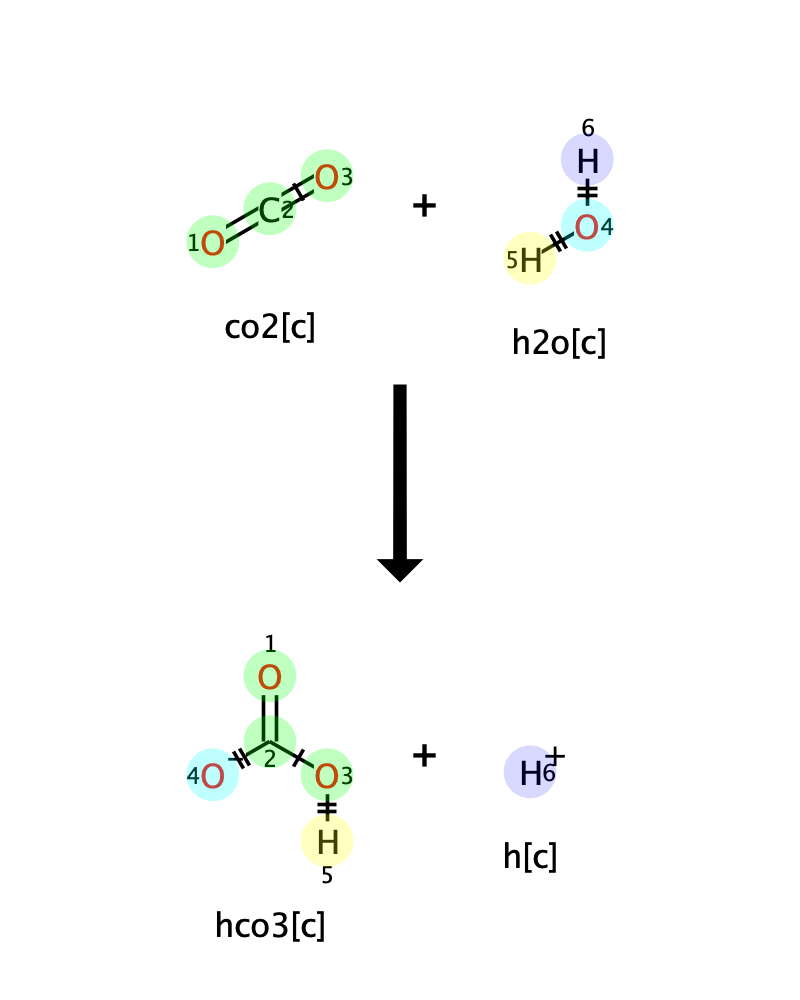 6
H
O3
C2
+
1O
O4
5H
co2[c]
h2o[c]
1
O
2
4O-
O3
+
H6+
H
5
h[c]
hco3[c]